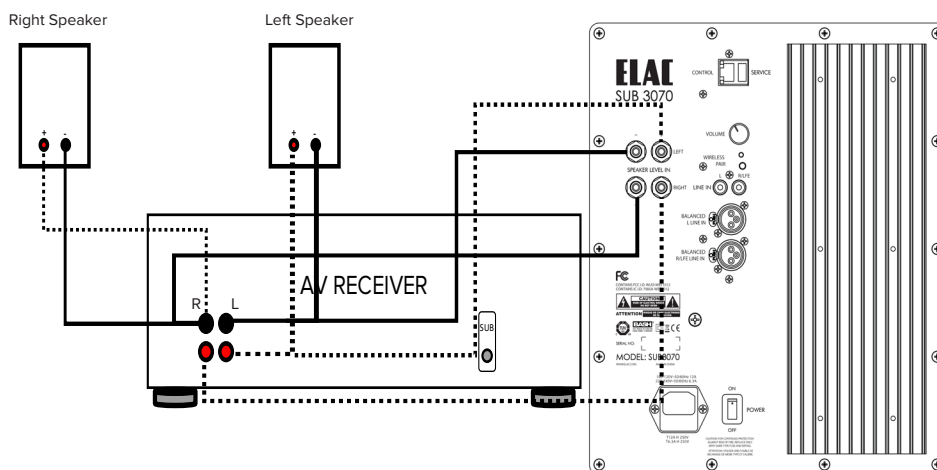 Right Speaker
Left Speaker
+ -
+ -
AV RECEIVER
R L
SUB
ELAC
SUB 3070
CONTROL
SERVICE
VOLUME
WIRELESS
PAIR
-
LEFT
SPEAKER LEVEL IN
RIGHT
L R/LFE
LINE IN
BALANCED
L LINE IN
BALANCED
R/LFE LINE IN
FC
CAUTION
ATTENTION
BASH
CE
SERIAL NO:
MODEL: SUB3070
ON
POWER
OFF